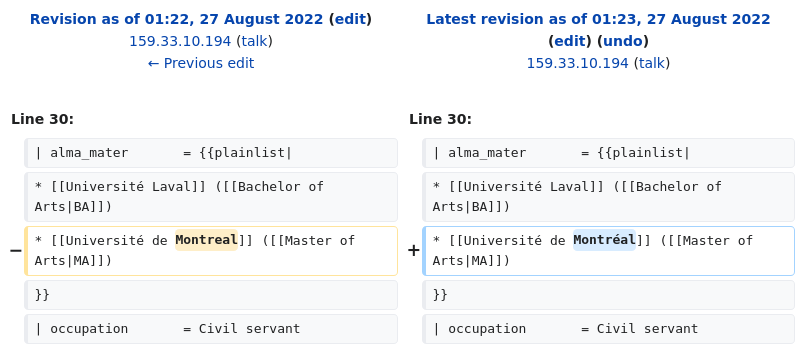 Revision as of 01:22, 27 August 2022 (edit)
159.33.10.194 (talk)
← Previous edit
Latest revision as of 01:23, 27 August 2022
(edit) (undo)
159.33.10.194 (talk)
Line 30:
Line 30:
| alma_mater       = {{plainlist|
| alma_mater       = {{plainlist|
* [[Université Laval]] ([[Bachelor of
Arts|BA]])
* [[Université Laval]] ([[Bachelor of
Arts|BA]])
− * [[Université de Montreal]] ([[Master of
Arts|MA]])
+ * [[Université de Montréal]] ([[Master of
Arts|MA]])
}}
}}
| occupation       = Civil servant
| occupation       = Civil servant